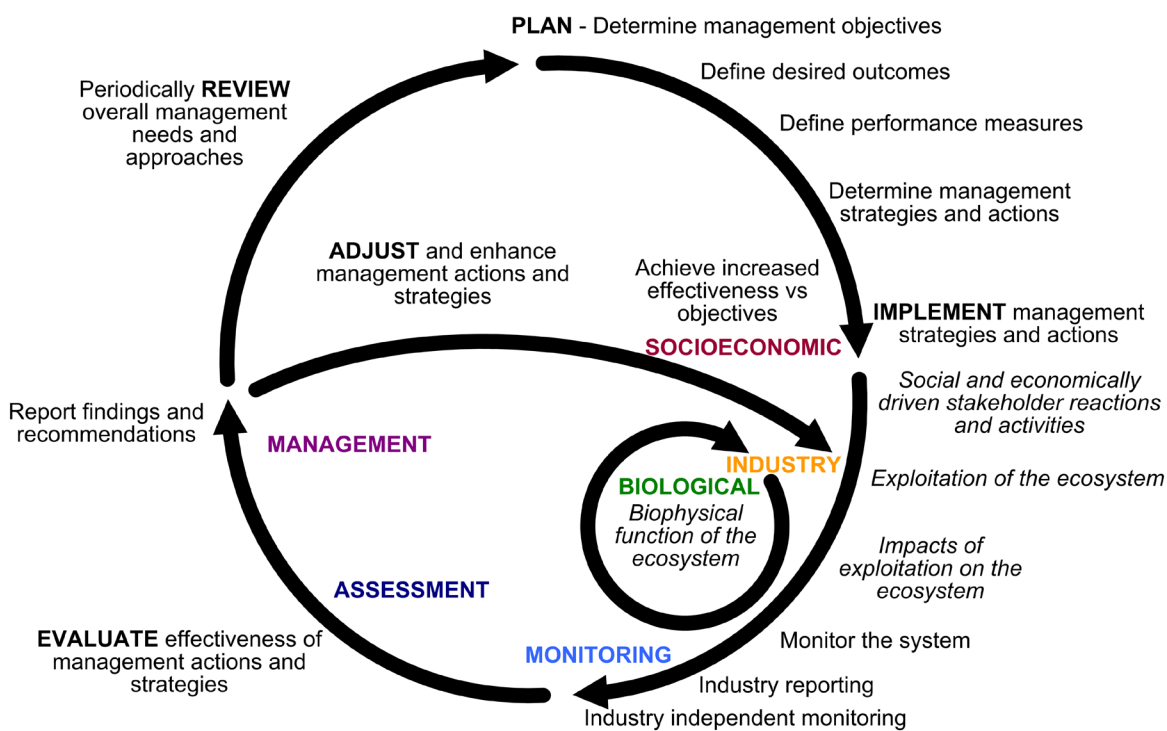 PLAN - Determine management objectives
Define desired outcomes
Define performance measures
Determine management
strategies and actions
IMPLEMENT management
strategies and actions
Social and economically
driven stakeholder reactions
and activities
Exploitation of the ecosystem
Impacts of
exploitation on the
ecosystem
Monitor the system
Industry reporting
Industry independent monitoring
MONITORING
EVALUATE effectiveness of
management actions and
strategies
ASSESSMENT
Report findings and
recommendations
MANAGEMENT
Periodically REVIEW
overall management
needs and
approaches
ADJUST and enhance
management actions and
strategies
Achieve increased
effectiveness vs
objectives
SOCIOECONOMIC
INDUSTRY
BIOLOGICAL
Biophysical
function of the
ecosystem